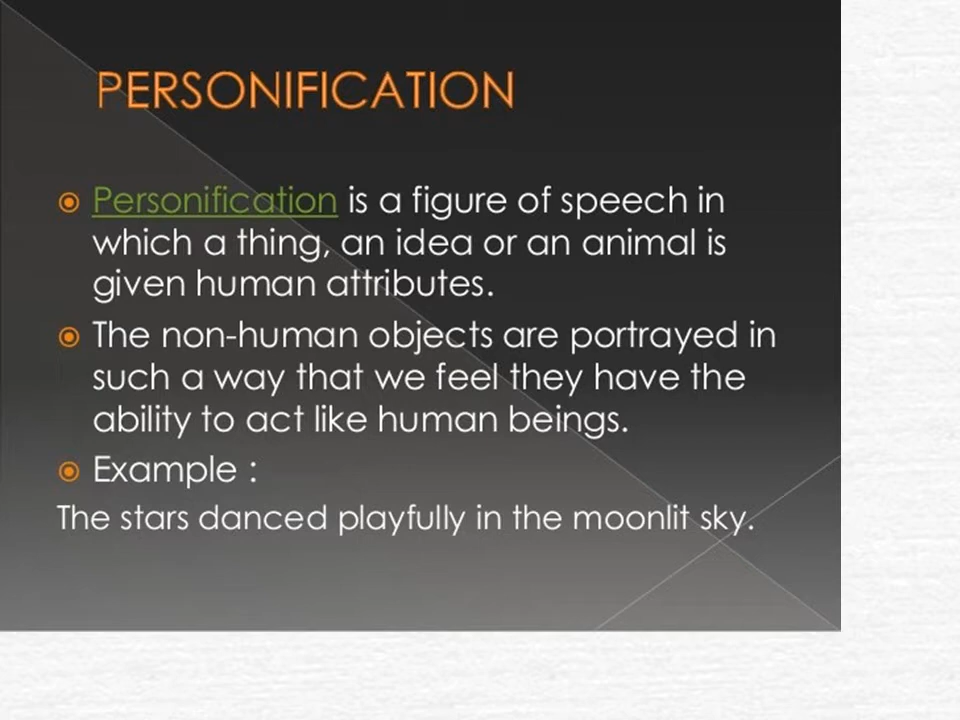 PERSONIFICATION
Personification is a figure of speech in
which a thing, an idea or an animal is
given human attributes.
The non-human objects are portrayed in
such a way that we feel they have the
ability to act like human beings.
Example :
The stars danced playfully in the moonlit sky.